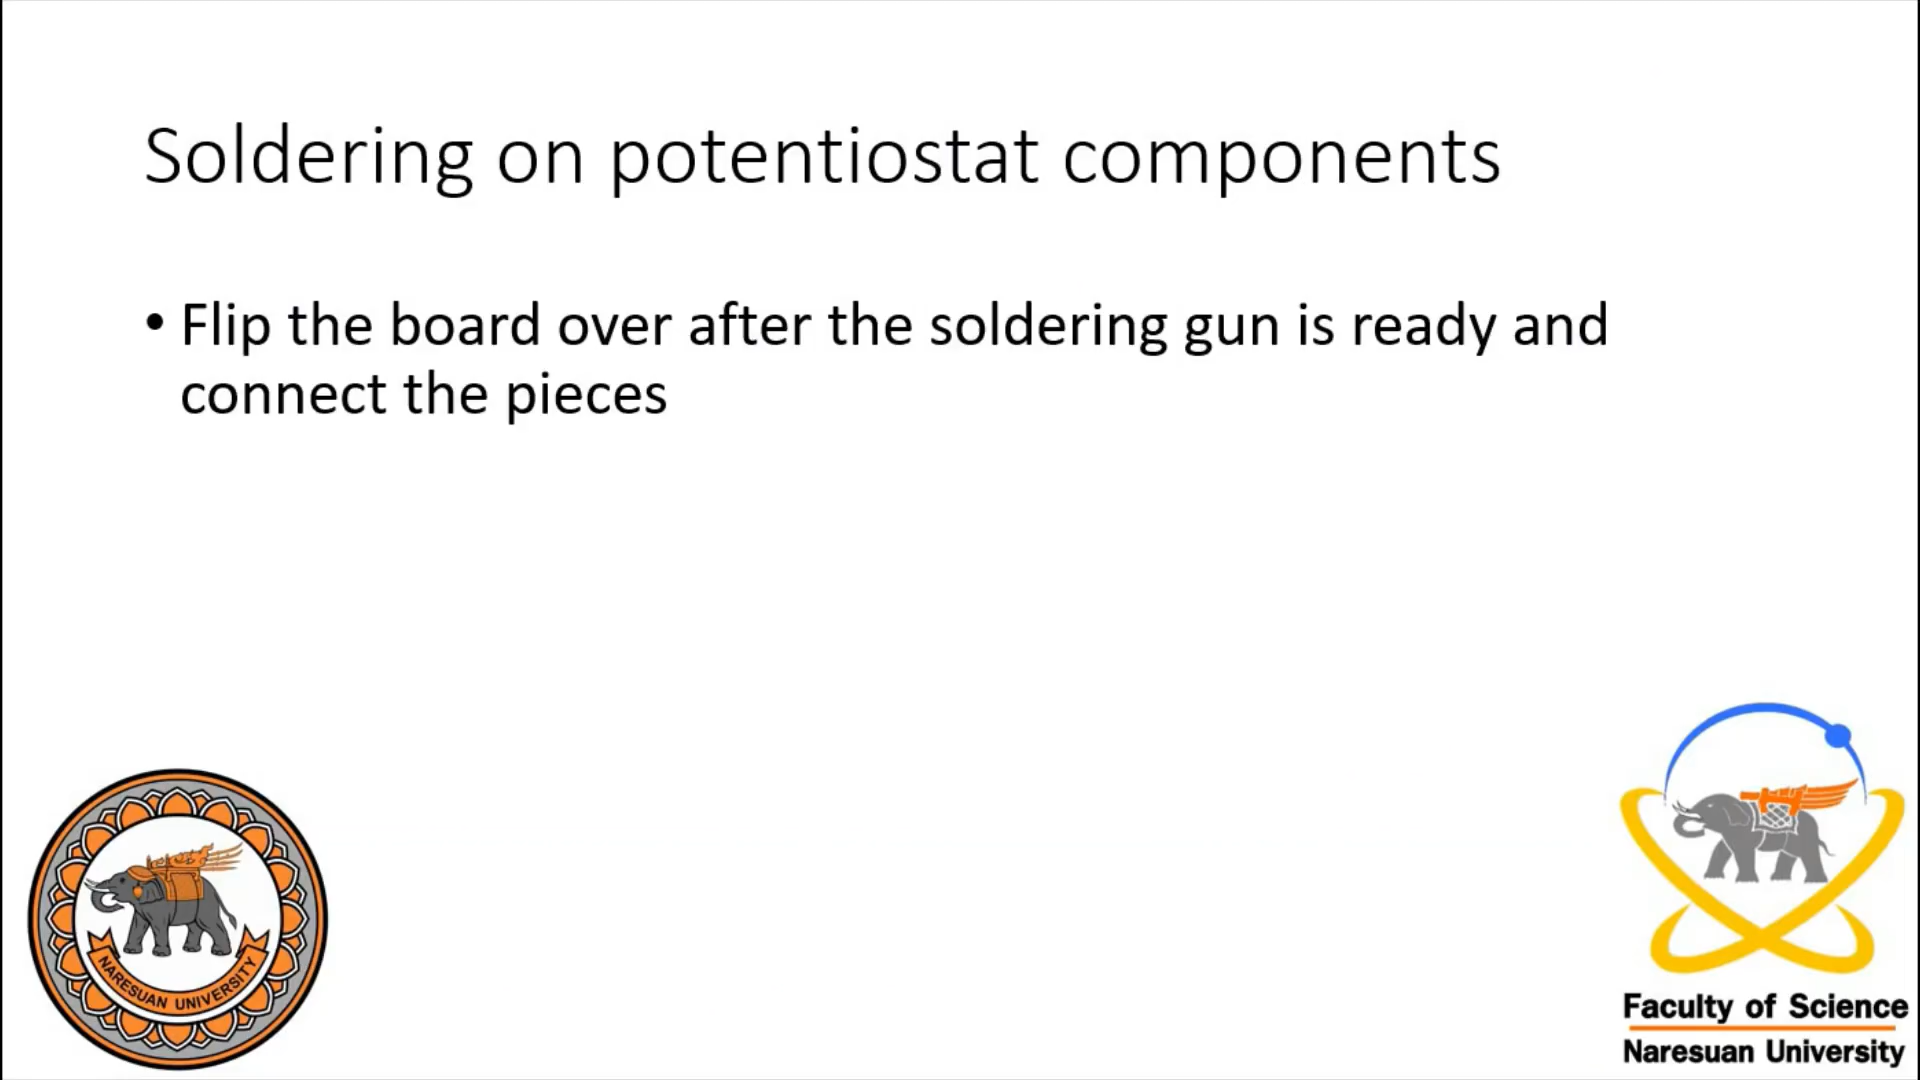 Soldering on potentiostat components
• Flip the board over after the soldering gun is ready and
connect the pieces
NARESUAN UNIVERSITY
Faculty of Science
Naresuan University